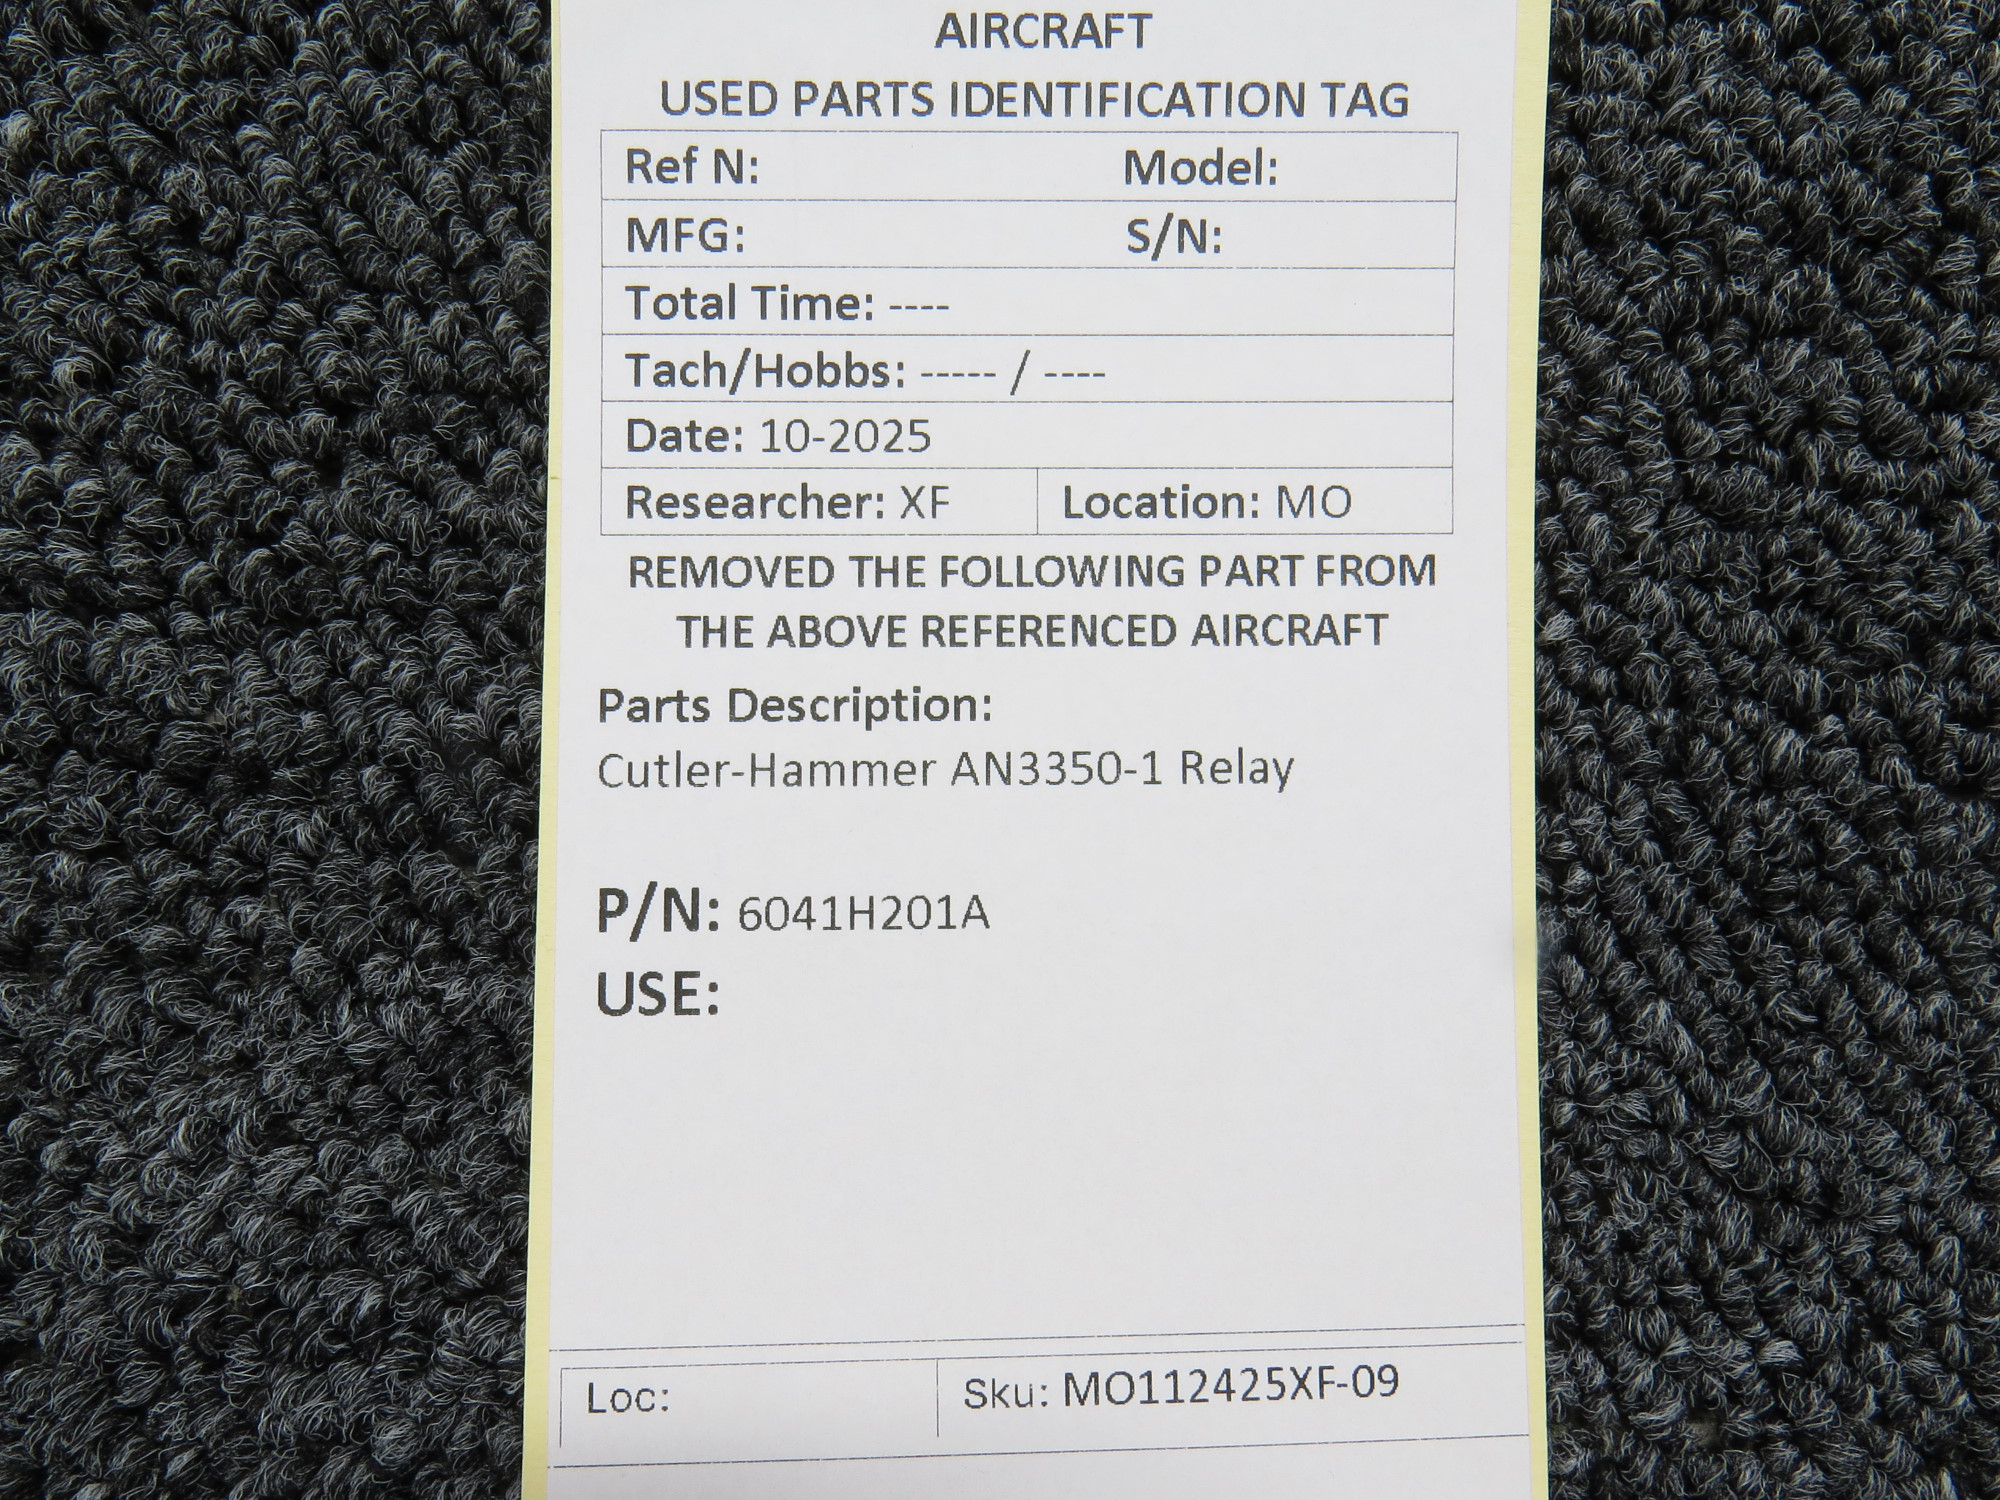 AIRCRAFT
USED PARTS IDENTIFICATION TAG
Ref N: Model:
MFG: S/N:
Total Time: ----
Tach/Hobbs: ----- / ----
Date: 10-2025
Researcher: XF Location: MO
REMOVED THE FOLLOWING PART FROM
THE ABOVE REFERENCED AIRCRAFT
Parts Description:
Cutler-Hammer AN3350-1 Relay
P/N: 6041H201A
USE:
Loc: Sku: MO112425XF-09